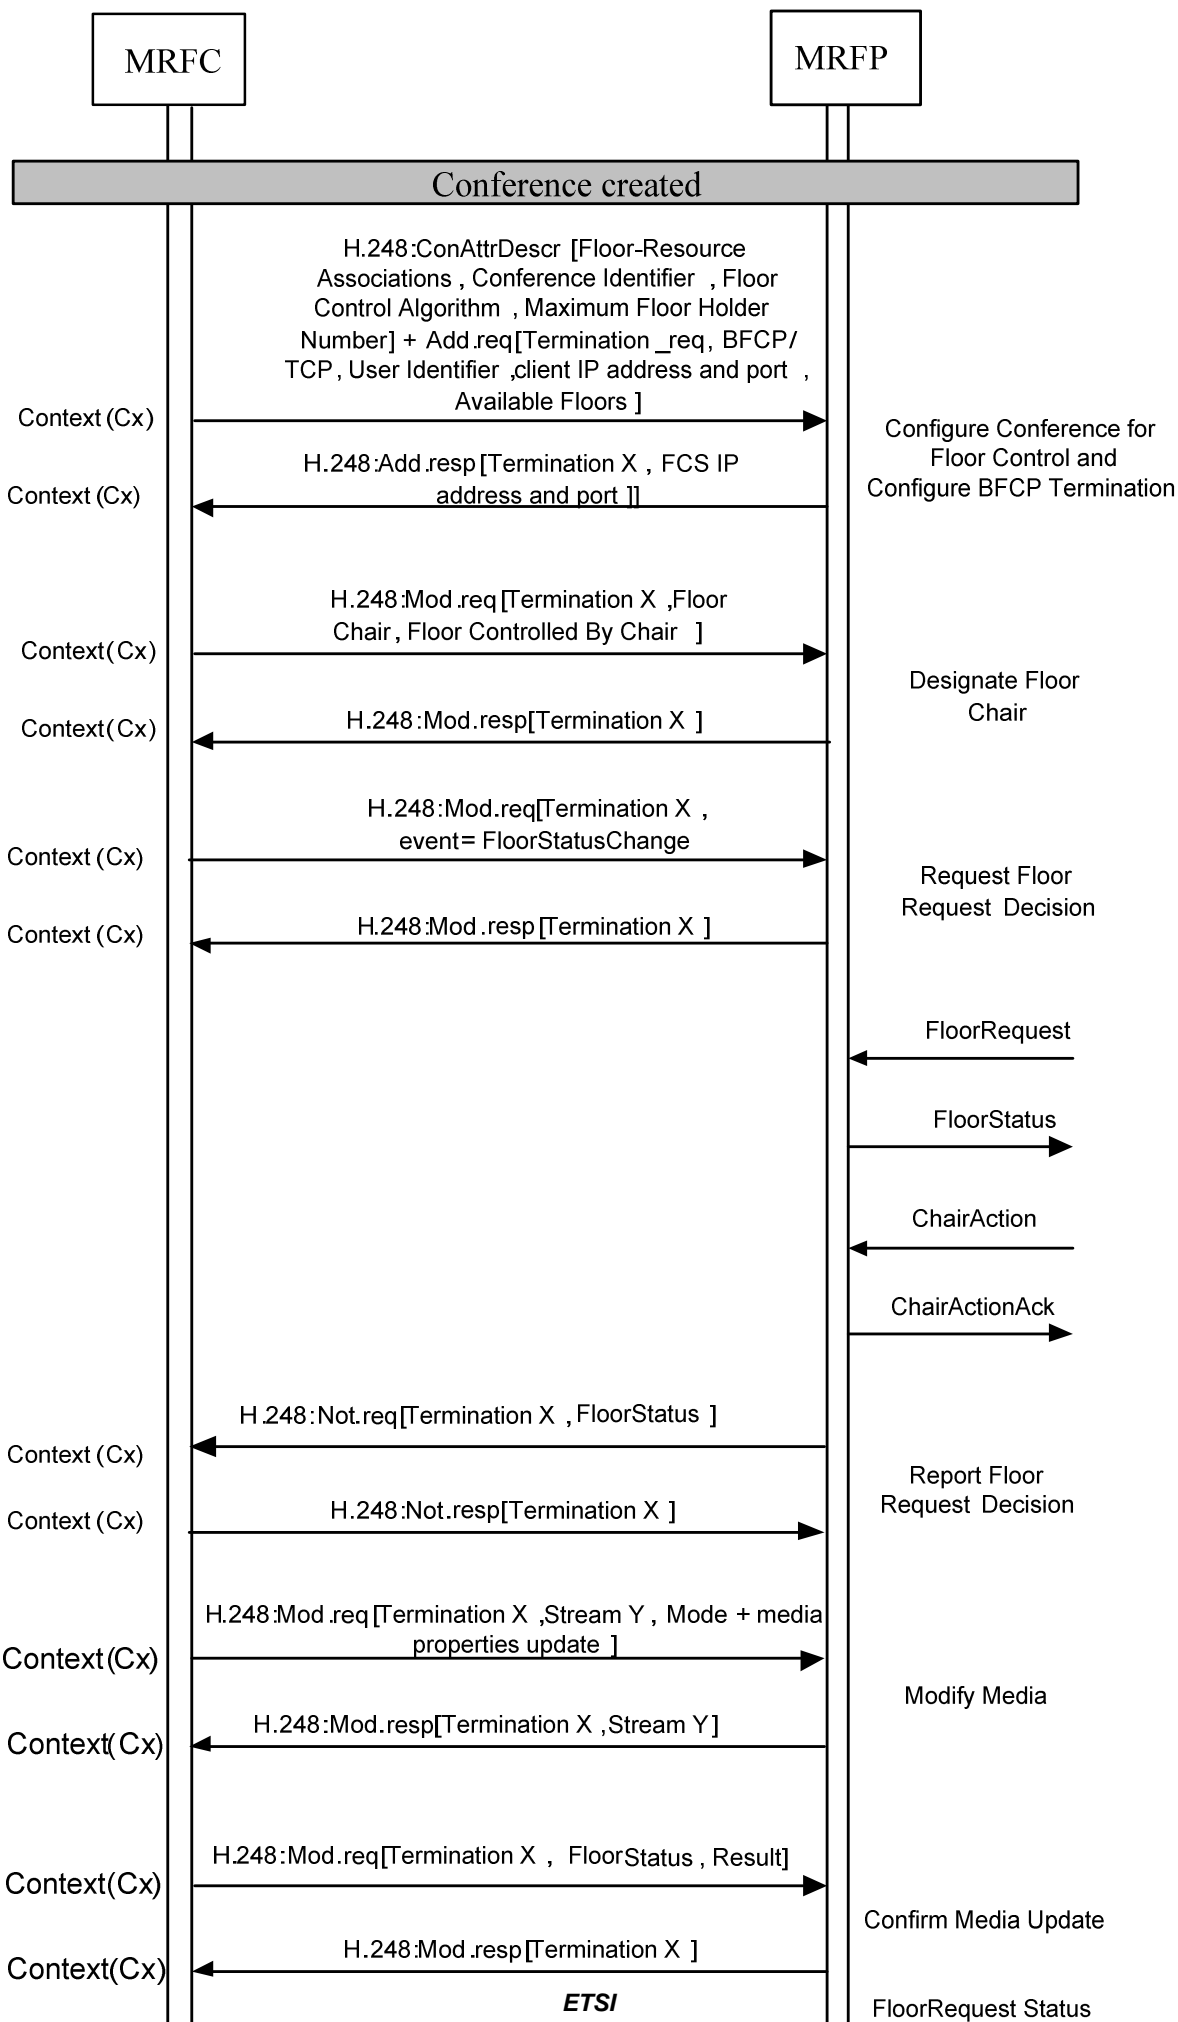 MRFC
MRFP
Conference created
H.248:ConAttrDescr [Floor-Resource
Associations , Conference Identifier , Floor
Control Algorithm , Maximum Floor Holder
Number] + Add.req[Termination _req, BFCP/
TCP, User Identifier ,client IP address and port ,
Available Floors ]
Context (Cx)
Configure Conference for
Floor Control and
Configure BFCP Termination
H.248:Add.resp[Termination X , FCS IP
address and port ]]
Context (Cx)
H.248:Mod.req[Termination X ,Floor
Chair, Floor Controlled By Chair ]
Context(Cx)
Designate Floor
Chair
H.248:Mod.resp[Termination X ]
Context(Cx)
H.248:Mod.req[Termination X ,
event= FloorStatusChange
Context (Cx)
Request Floor
Request Decision
H.248:Mod.resp[Termination X ]
Context (Cx)
FloorRequest
FloorStatus
ChairAction
ChairActionAck
H.248:Not.req[Termination X , FloorStatus ]
Context (Cx)
Report Floor
Request Decision
H.248:Not.resp[Termination X ]
Context (Cx)
H.248:Mod.req[Termination X ,Stream Y , Mode + media
properties update ]
Context(Cx)
Modify Media
H.248:Mod.resp[Termination X ,Stream Y]
Context(Cx)
H.248:Mod.req[Termination X , FloorStatus , Result]
Context(Cx)
Confirm Media Update
H.248:Mod.resp[Termination X ]
Context(Cx)
ETSI
FloorRequest Status